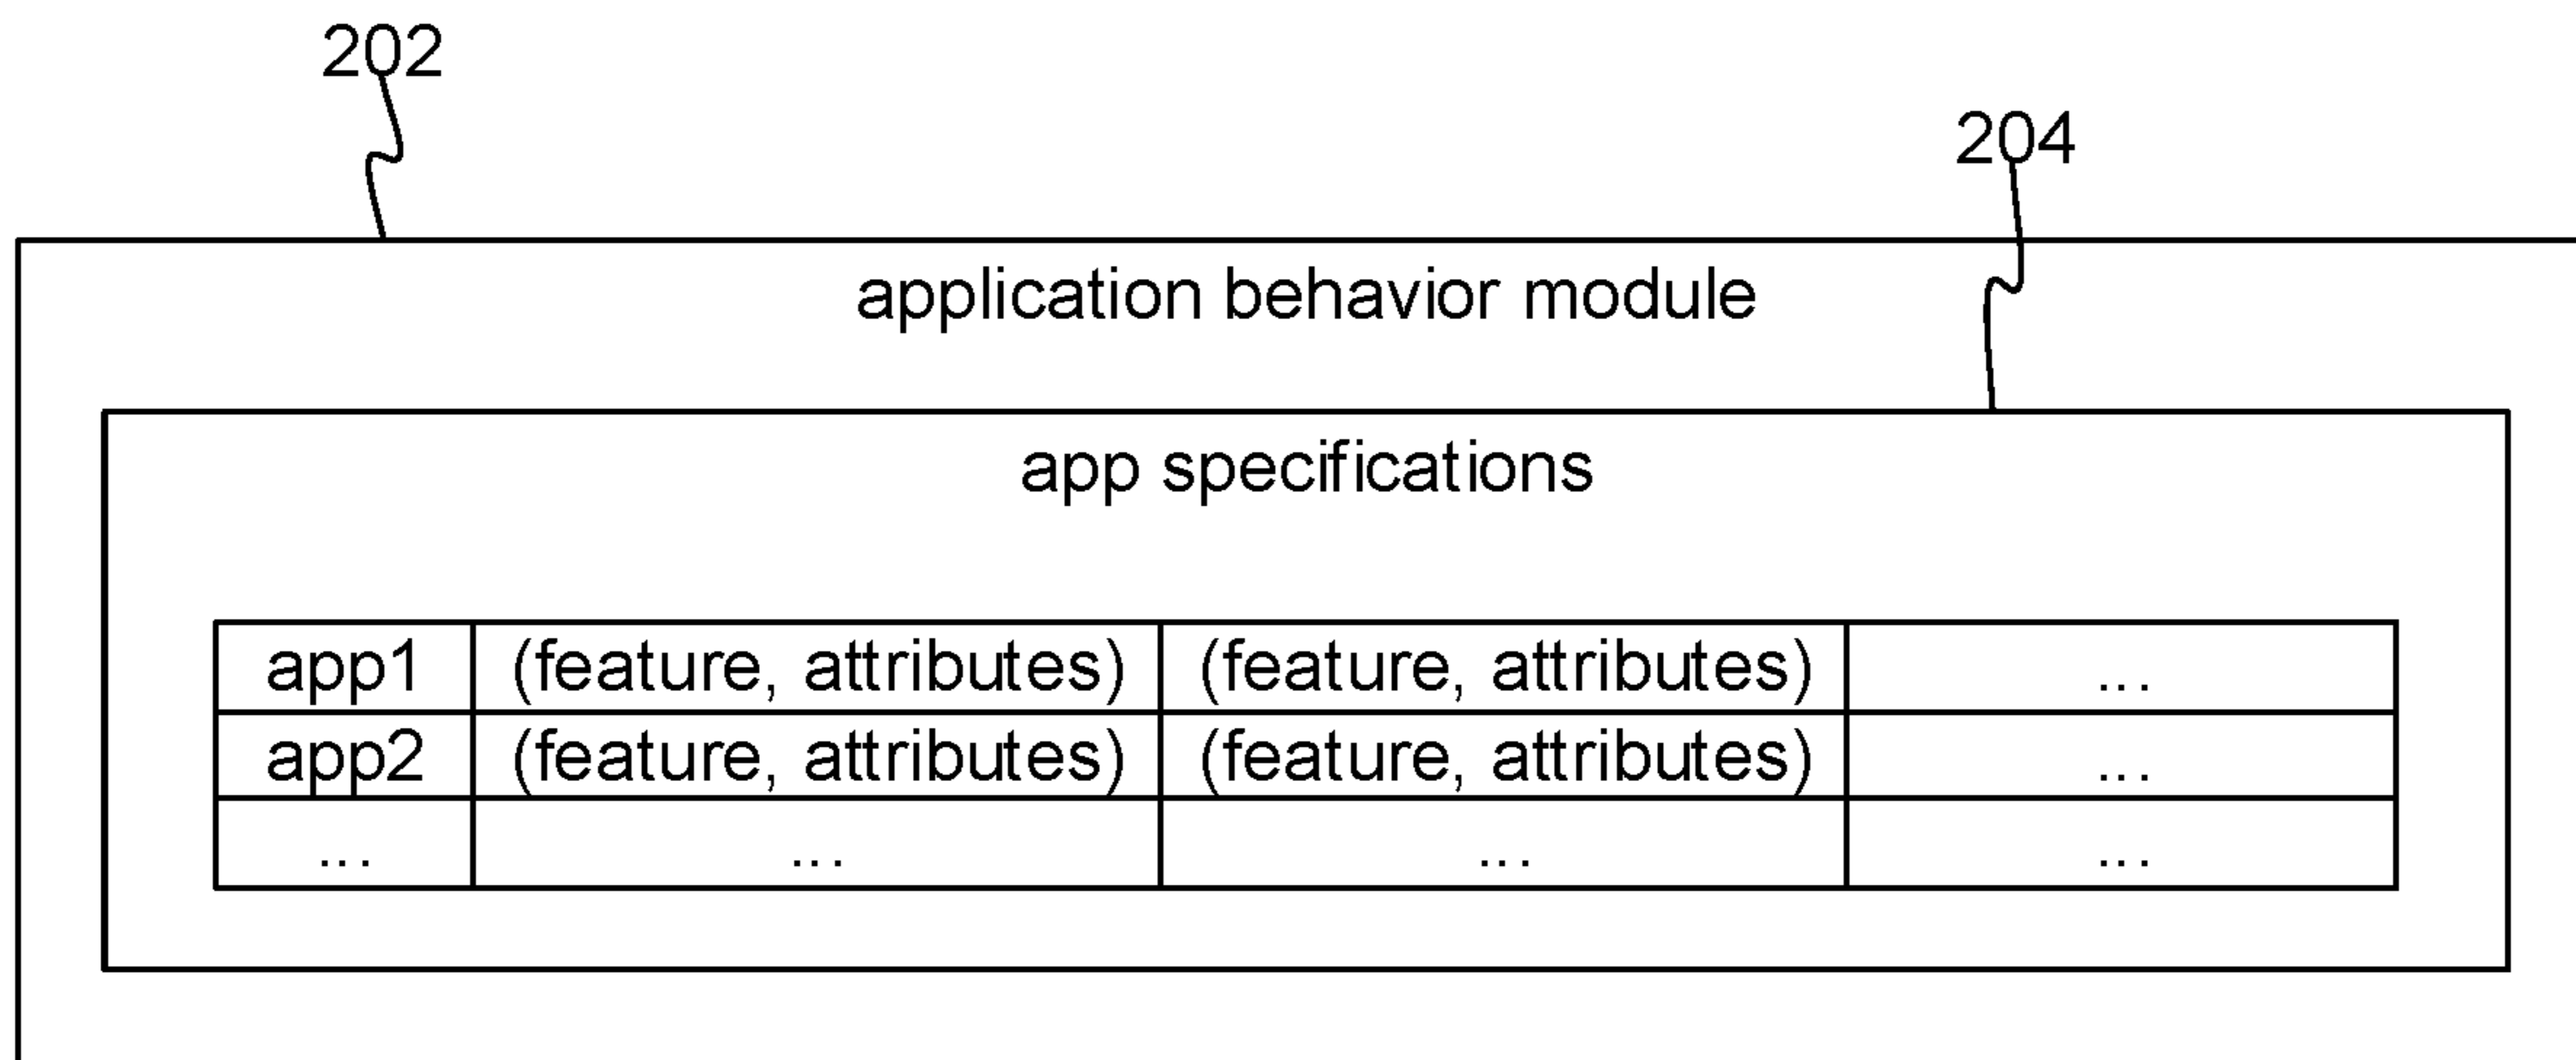 202
204
application behavior module
app specifications
app1 (feature, attributes) (feature, attributes) ...
app2 (feature, attributes) (feature, attributes) ...
... ... ... ...